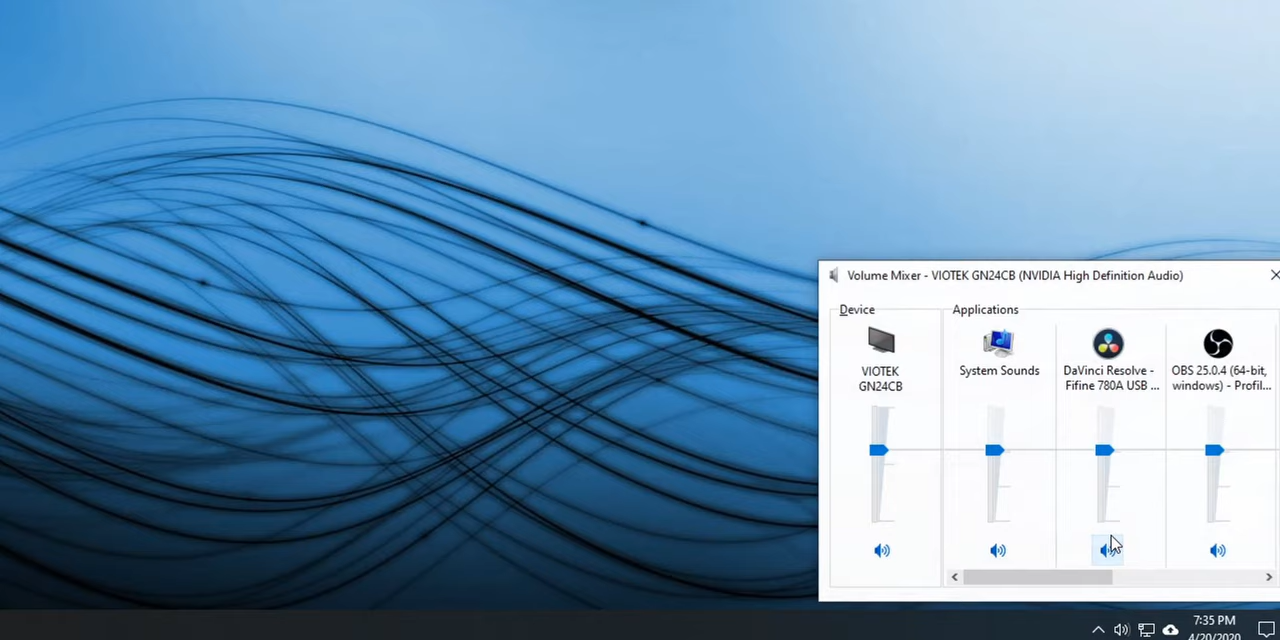 Volume Mixer - VIOTEK GN24CB (NVIDIA High Definition Audio)
Device
Applications
VIOTEK
GN24CB
System Sounds
DaVinci Resolve -
Fifine 780A USB ...
OBS 25.0.4 (64-bit,
windows) - Profil...
7:35 PM
4/20/2020